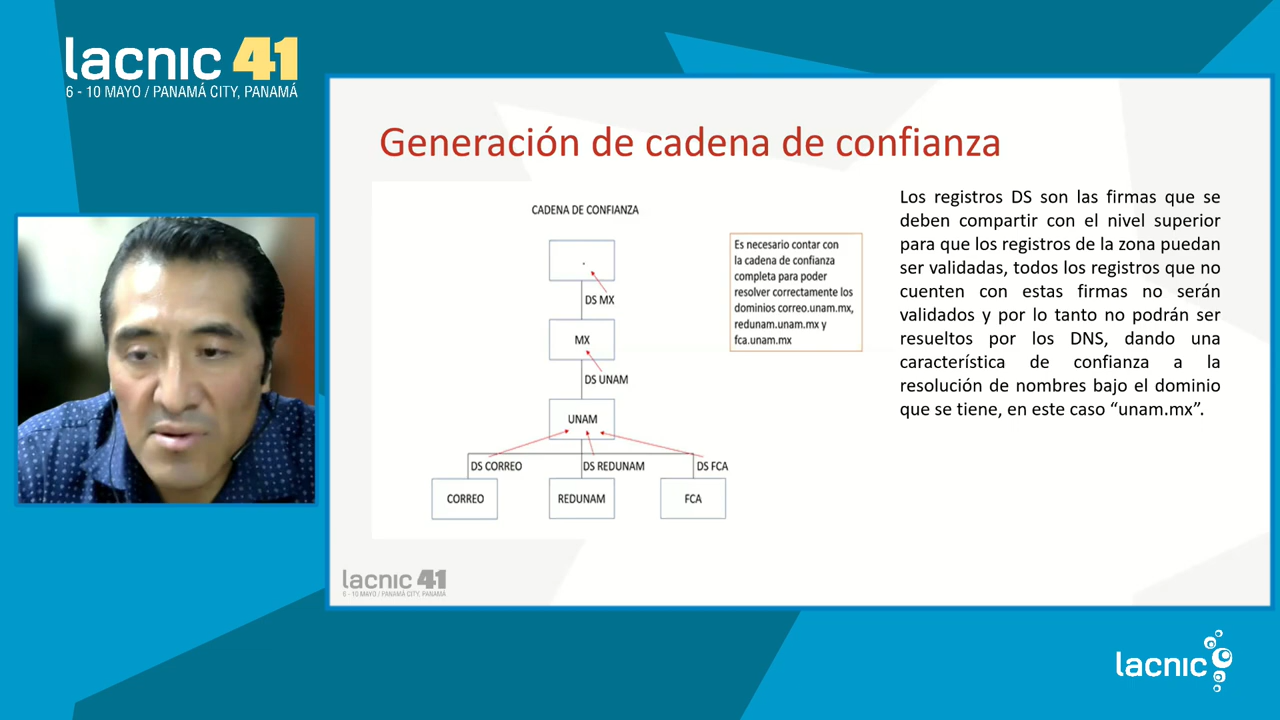 lacnic 41
6 - 10 MAYO / PANAMÁ CITY, PANAMÁ
Generación de cadena de confianza
CADENA DE CONFIANZA
.
DS MX
MX
DS UNAM
UNAM
DS CORREO
DS REDUNAM
DS FCA
CORREO
REDUNAM
FCA
Es necesario contar con
la cadena de confianza
completa para poder
resolver correctamente los
dominios correo.unam.mx,
redunam.unam.mx y
fca.unam.mx
Los registros DS son las firmas que se
deben compartir con el nivel superior
para que los registros de la zona puedan
ser validadas, todos los registros que no
cuenten con estas firmas no serán
validados y por lo tanto no podrán ser
resueltos por los DNS, dando una
característica de confianza a la
resolución de nombres bajo el dominio
que se tiene, en este caso “unam.mx”.
lacnic 41
6 - 10 MAYO / PANAMÁ CITY, PANAMÁ
lacnic